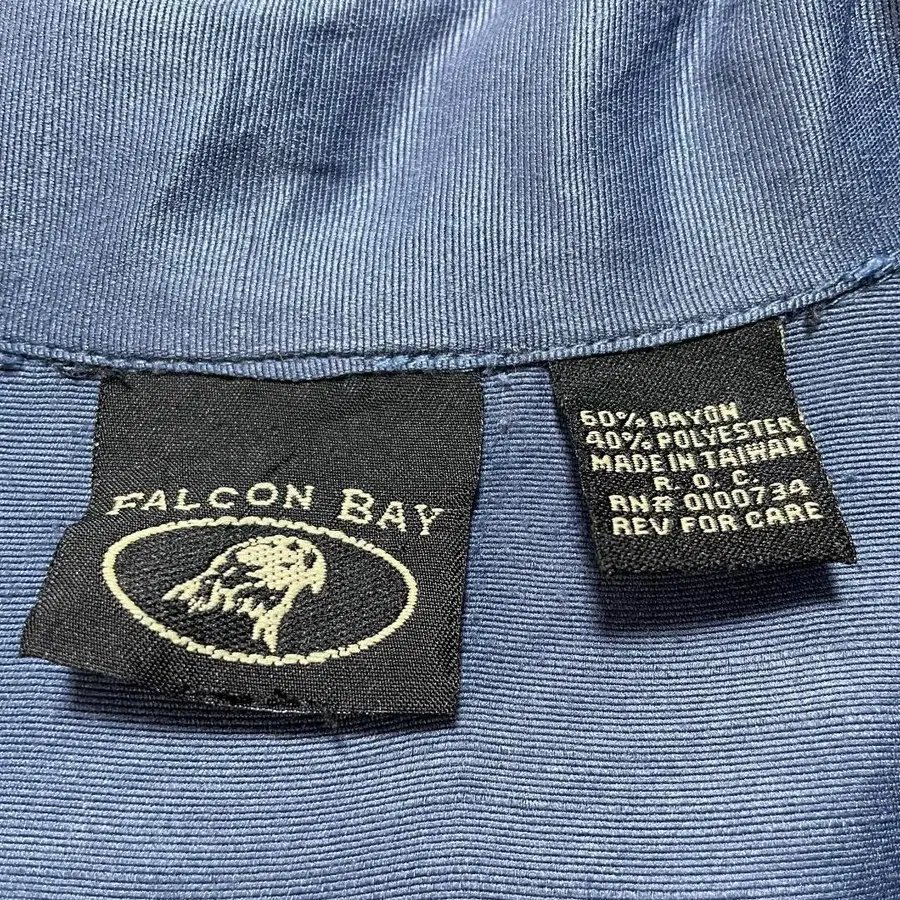 FALCON BAY
60% RAYON
40% POLYESTER
MADE IN TAIWAN
R. O. C.
RN# 0100734
REV FOR CARE